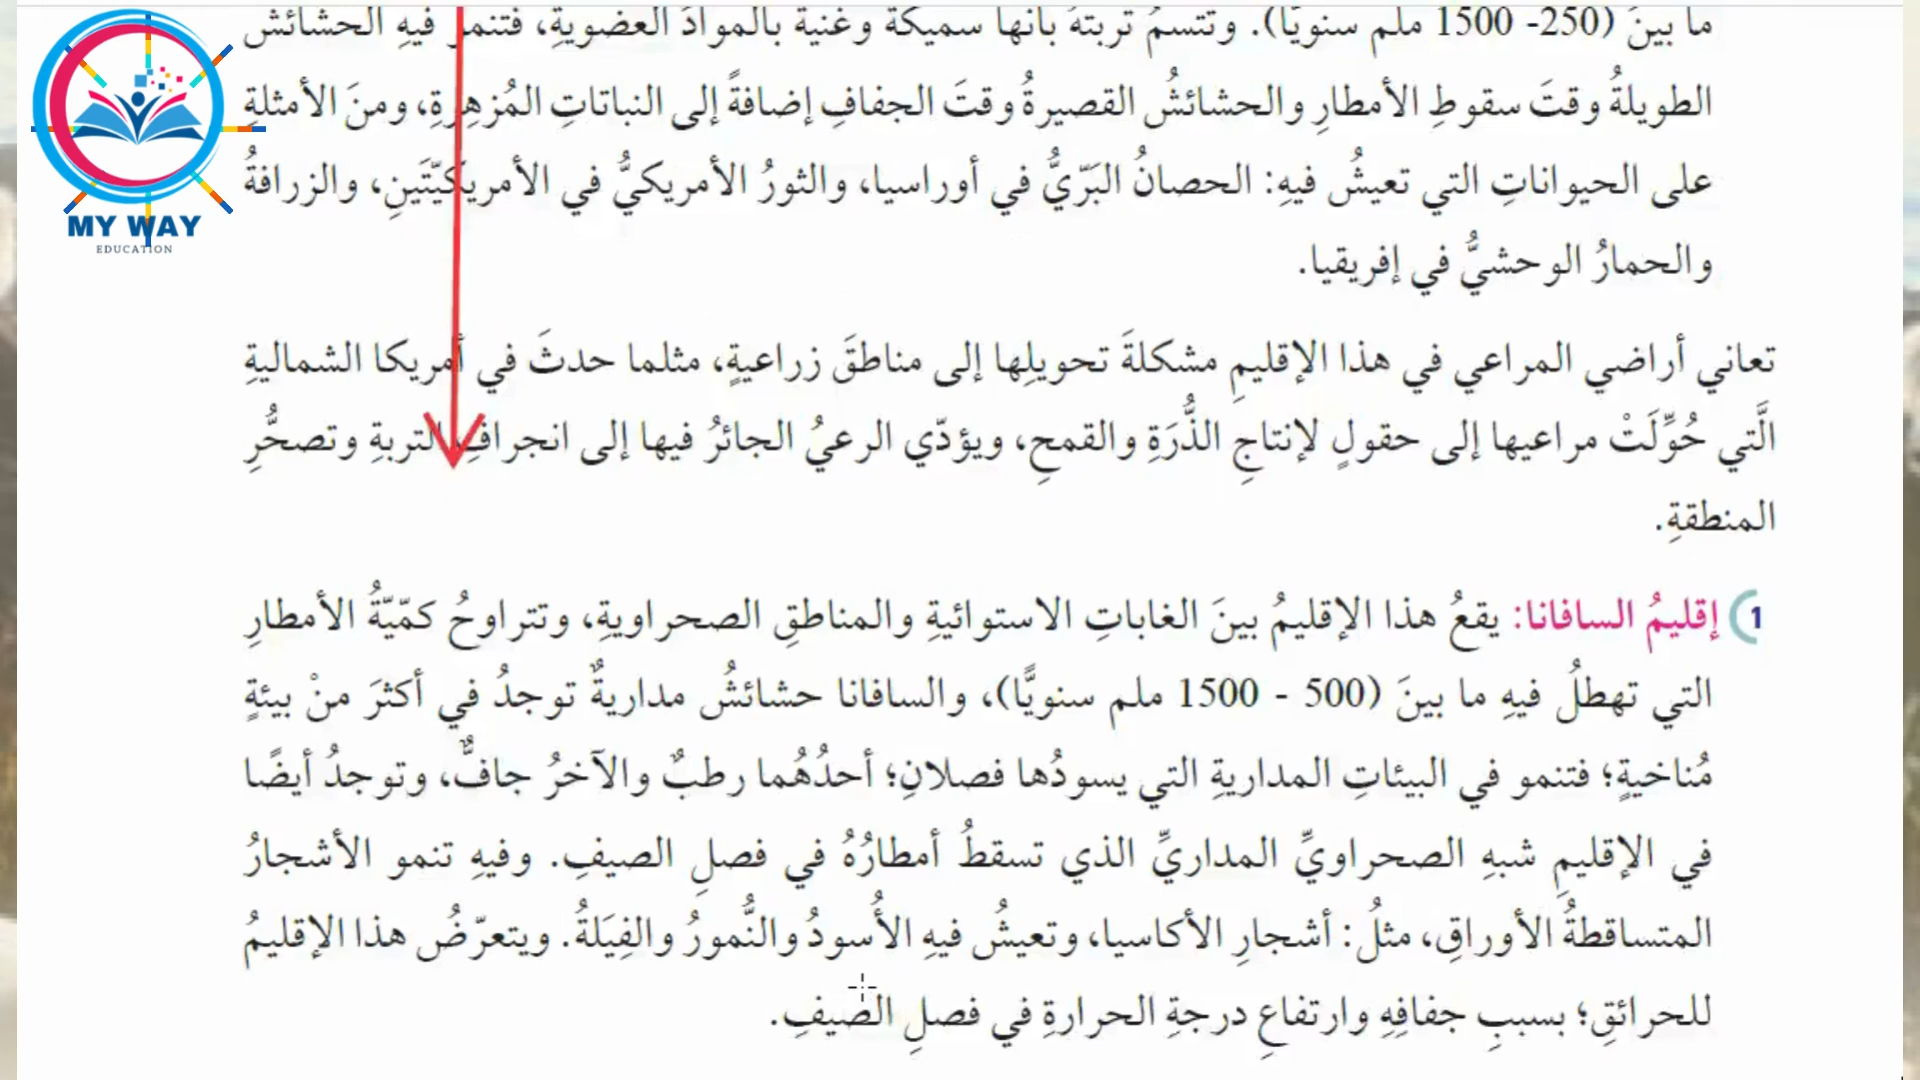 ما بينَ (250- 1500 ملم سنويًّا). وتتسمُ تربتهُ بأنها سميكة وغنية بالموادِّ العضويةِ، فتنمو فيهِ الحشائشُ
الطويلةُ وقتَ سقوطِ الأمطارِ والحشائشُ القصيرةُ وقتَ الجفافِ إضافةً إلى النباتاتِ المُزهِرةِ، ومنَ الأمثلةِ
على الحيواناتِ التي تعيشُ فيهِ: الحصانُ البَرّيُّ في أوراسيا، والثورُ الأمريكيُّ في الأمريكيّتَينِ، والزرافةُ
والحمارُ الوحشيُّ في إفريقيا.
تعاني أراضي المراعي في هذا الإقليمِ مشكلةَ تحويلِها إلى مناطقَ زراعيةٍ، مثلما حدثَ في أمريكا الشماليةِ
الَّتي حُوِّلَتْ مراعيها إلى حقولٍ لإنتاجِ الذُّرَةِ والقمحِ، ويؤدّي الرعيُ الجائرُ فيها إلى انجرافِ التربةِ وتصحُّرِ
المنطقةِ.
1 إقليمُ السافانا: يقعُ هذا الإقليمُ بينَ الغاباتِ الاستوائيةِ والمناطقِ الصحراويةِ، وتتراوحُ كمّيّةُ الأمطارِ
التي تهطلُ فيهِ ما بينَ (500 - 1500 ملم سنويًّا)، والسافانا حشائشُ مداريةٌ توجدُ في أكثرَ منْ بيئةٍ
مُناخيةٍ؛ فتنمو في البيئاتِ المداريةِ التي يسودُها فصلانِ؛ أحدُهُما رطبٌ والآخرُ جافٌّ، وتوجدُ أيضًا
في الإقليمِ شبهِ الصحراويِّ المداريِّ الذي تسقطُ أمطارُهُ في فصلِ الصيفِ. وفيهِ تنمو الأشجارُ
المتساقطةُ الأوراقِ، مثلُ: أشجارِ الأكاسيا، وتعيشُ فيهِ الأُسودُ والنُّمورُ والفِيَلةُ. ويتعرّضُ هذا الإقليمُ
للحرائقِ؛ بسببِ جفافِهِ وارتفاعِ درجةِ الحرارةِ في فصلِ الصيفِ.
MY WAY
EDUCATION